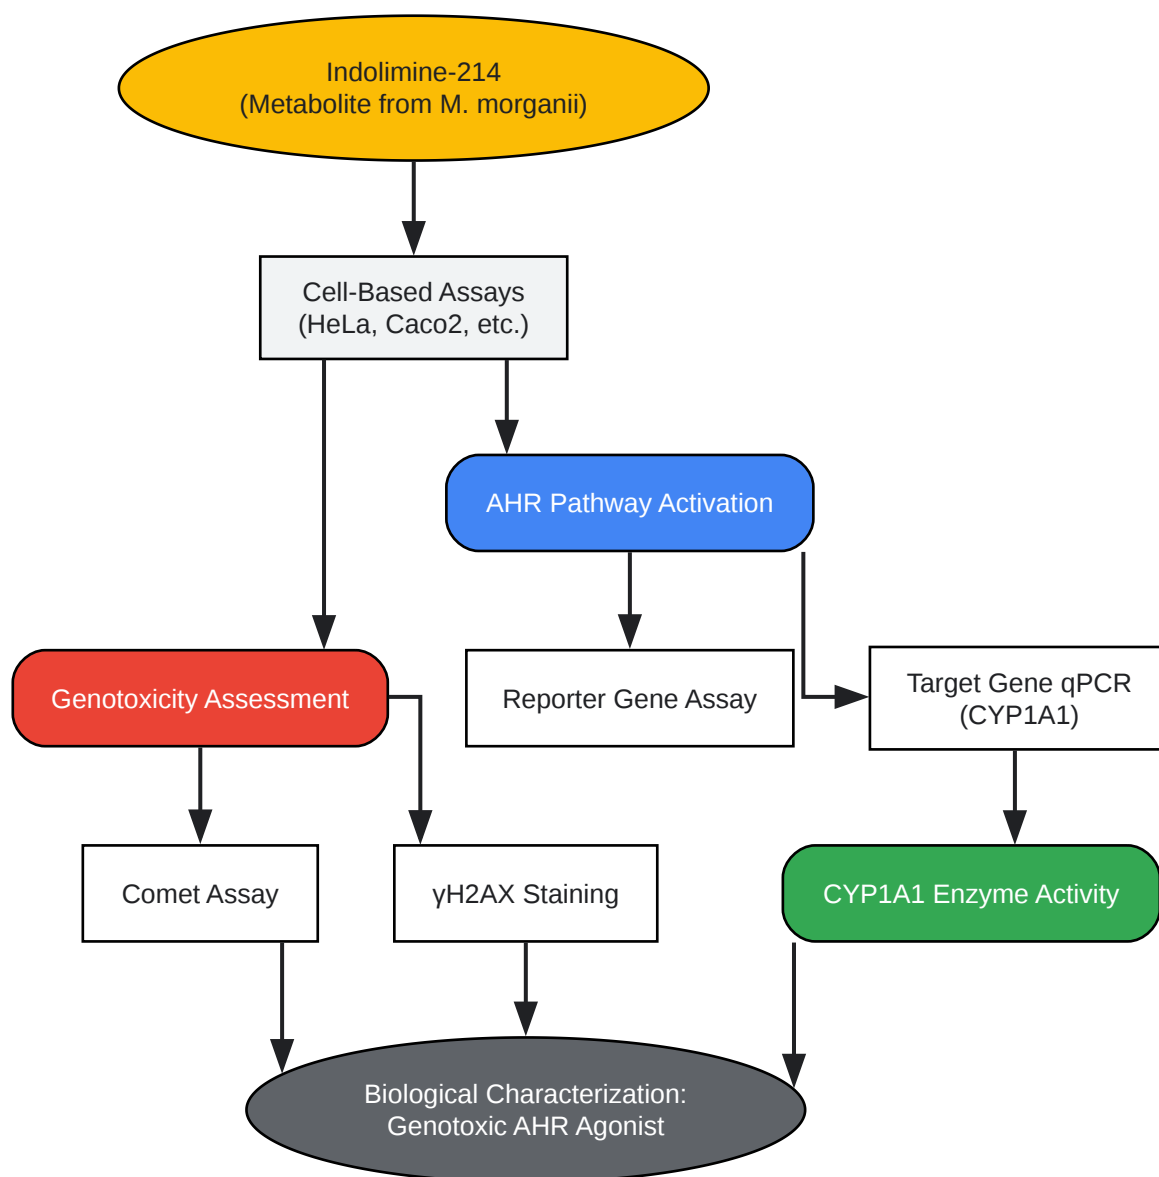 Indolimine-214
(Metabolite from M. morganii)
Cell-Based Assays
(HeLa, Caco2, etc.)
AHR Pathway Activation
Genotoxicity Assessment
Reporter Gene Assay
Target Gene qPCR
(CYP1A1)
Comet Assay
γH2AX Staining
CYP1A1 Enzyme Activity
Biological Characterization:
Genotoxic AHR Agonist